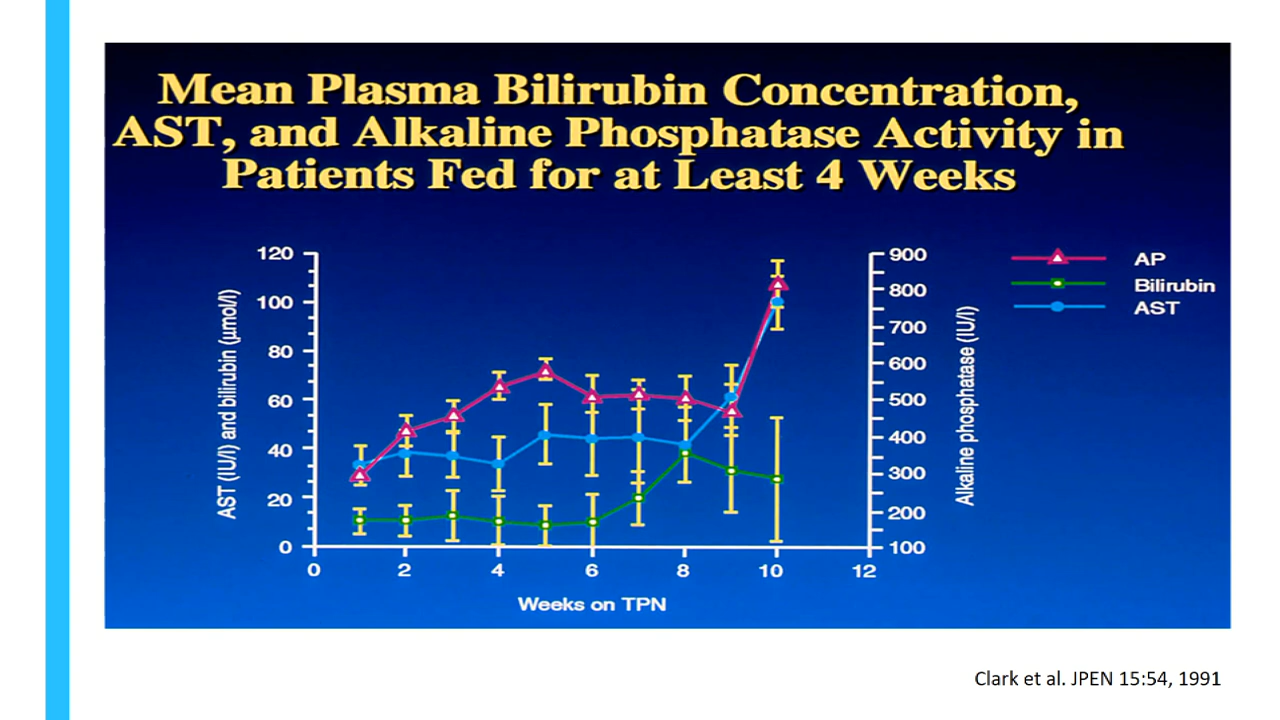 Mean Plasma Bilirubin Concentration,
AST, and Alkaline Phosphatase Activity in
Patients Fed for at Least 4 Weeks
AST (IU/l) and bilirubin (µmol/l)
120
100
80
60
40
20
0
0 2 4 6 8 10 12
Weeks on TPN
900
800
700
600
500
400
300
200
100
Alkaline phosphatase (IU/l)
AP
Bilirubin
AST
Clark et al. JPEN 15:54, 1991